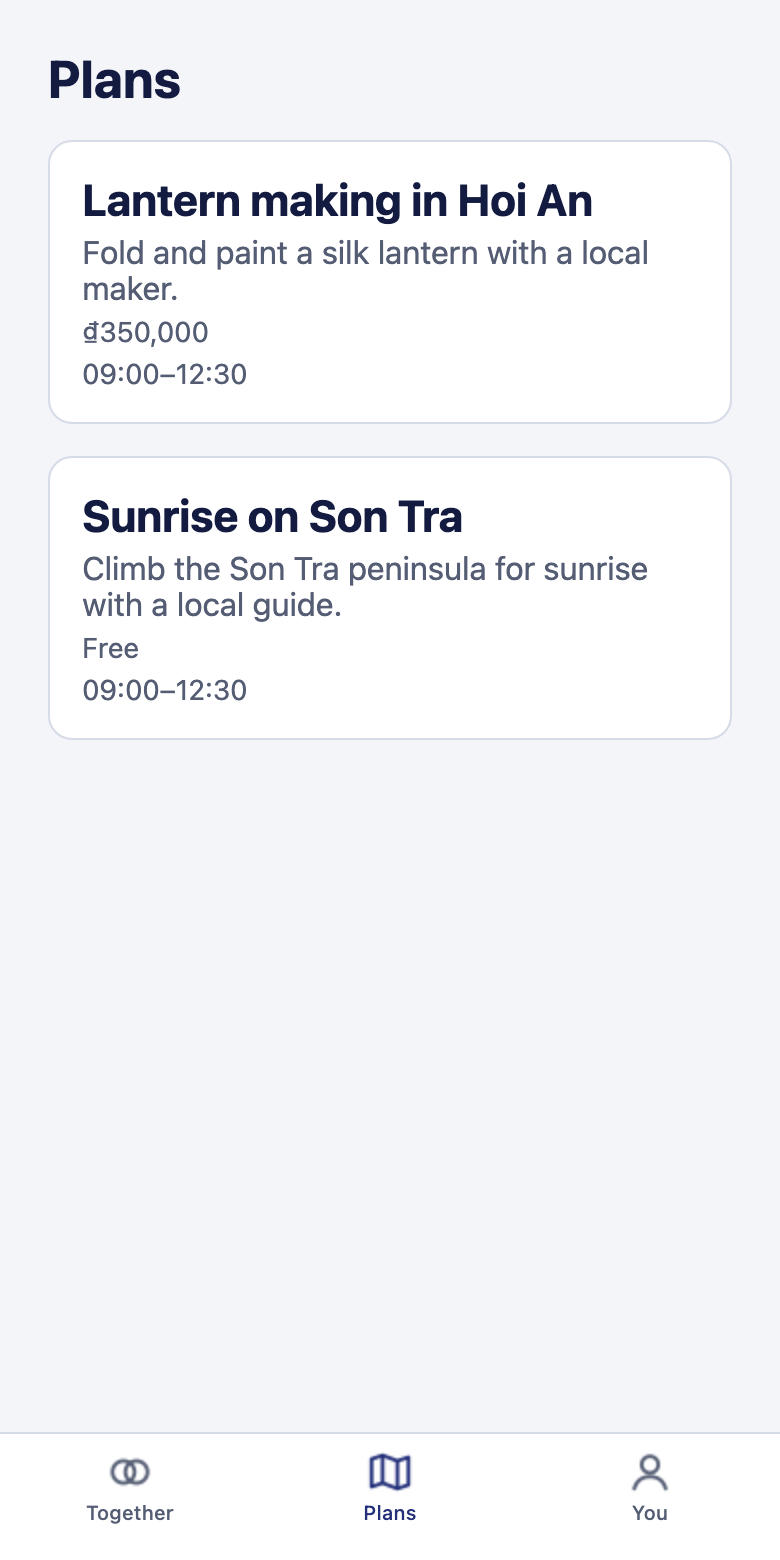 Plans
Lantern making in Hoi An
Fold and paint a silk lantern with a local
maker.
₫350,000
09:00–12:30
Sunrise on Son Tra
Climb the Son Tra peninsula for sunrise
with a local guide.
Free
09:00–12:30
Together
Plans
You